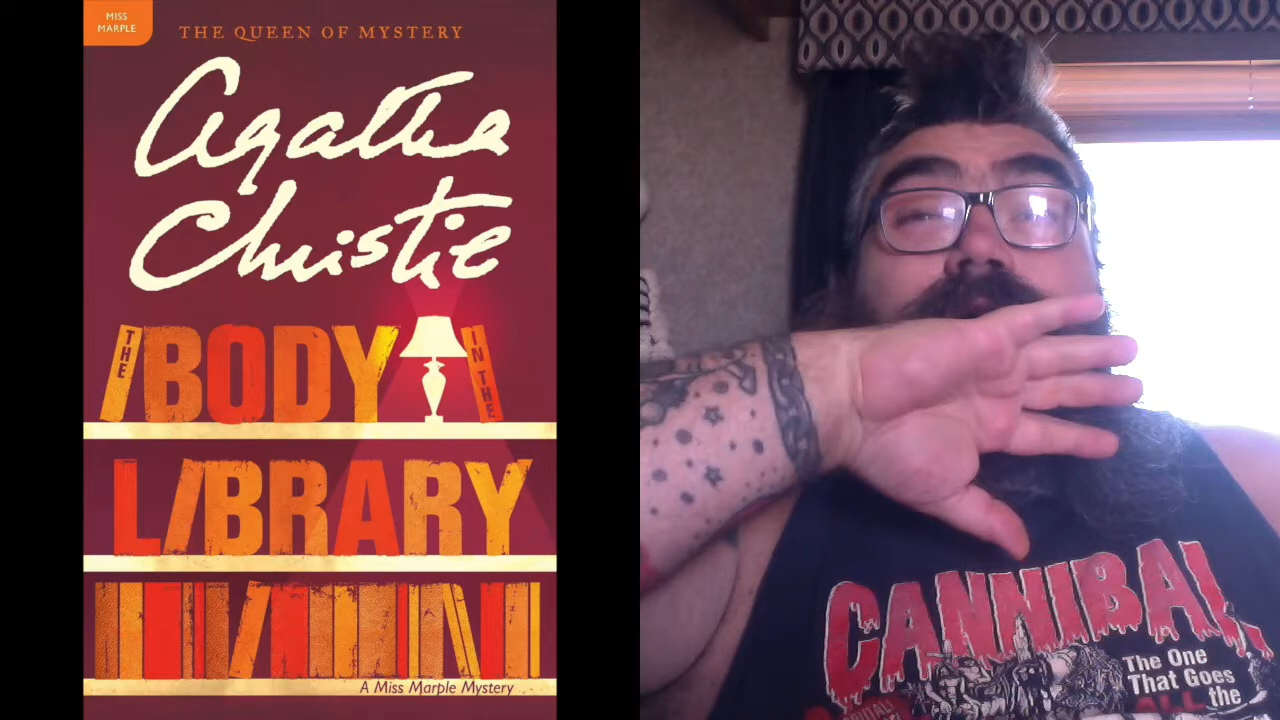 MISS
MARPLE
THE QUEEN OF MYSTERY
Agatha
Christie
THE BODY IN THE
LIBRARY
A Miss Marple Mystery
CANNIBAL
The One
That Goes
the